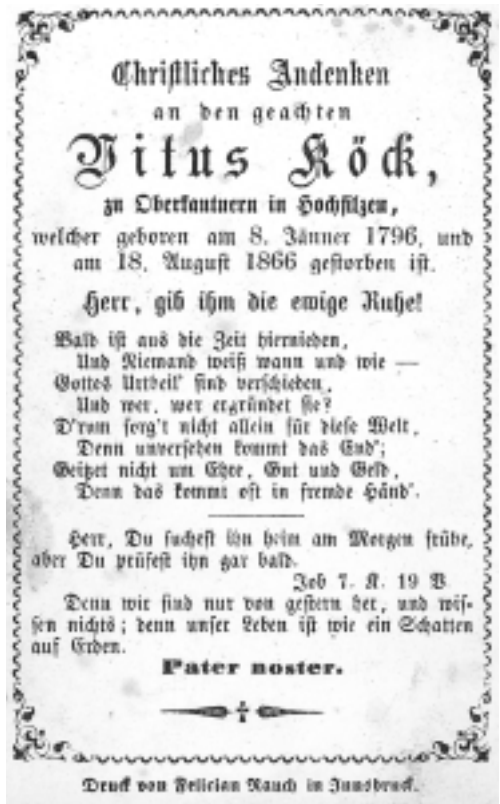 Christliches Andenken
an den geachten
Vitus Köck,
zu Oberkantnern in Hochfilzen,
welcher geboren am 8. Jänner 1796, und
am 18. August 1866 gestorben ist.
Herr, gib ihm die ewige Ruhe!
Bald ist aus die Zeit hiernieden,
Und Niemand weiß wann und wie —
Gottes Urtheil' sind verschieden,
Und wer, wer ergründet sie?
D'rum sorg't nicht allein für diese Welt,
Denn unversehen kommt das End';
Geitzet nicht um Ehre, Gut und Geld,
Denn das kommt oft in fremde Händ'.
Herr, Du suchest ihn heim am Morgen frühe,
aber Du prüfest ihn gar bald.
Job 7. K. 19 V
Denn wir sind nur von gestern her, und wis-
sen nichts; denn unser Leben ist wie ein Schatten
auf Erden.
Pater noster.
Druck von Felician Rauch in Innsbruck.